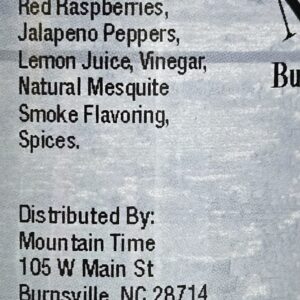 Red Raspberries,
Jalapeno Peppers,
Lemon Juice, Vinegar,
Natural Mesquite
Smoke Flavoring,
Spices.
Bu
Distributed By:
Mountain Time
105 W Main St
Burnsville, NC 28714